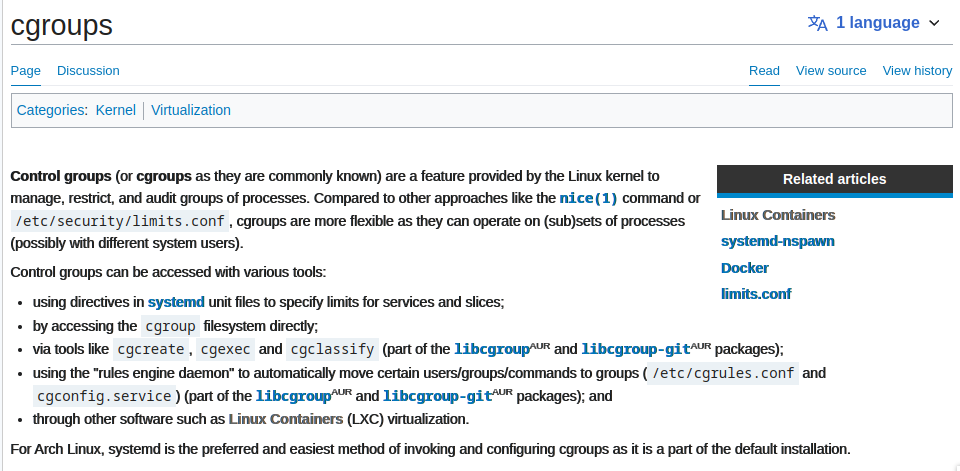 cgroups
1 language
Page Discussion Read View source View history
Categories: Kernel | Virtualization
Control groups (or cgroups as they are commonly known) are a feature provided by the Linux kernel to
manage, restrict, and audit groups of processes. Compared to other approaches like the nice(1) command or
/etc/security/limits.conf, cgroups are more flexible as they can operate on (sub)sets of processes
(possibly with different system users).
Related articles
Linux Containers
systemd-nspawn
Docker
limits.conf
Control groups can be accessed with various tools:
• using directives in systemd unit files to specify limits for services and slices;
• by accessing the cgroup filesystem directly;
• via tools like cgcreate, cgexec and cgclassify (part of the libcgroupAUR and libcgroup-gitAUR packages);
• using the "rules engine daemon" to automatically move certain users/groups/commands to groups (/etc/cgrules.conf and
cgconfig.service) (part of the libcgroupAUR and libcgroup-gitAUR packages); and
• through other software such as Linux Containers (LXC) virtualization.
For Arch Linux, systemd is the preferred and easiest method of invoking and configuring cgroups as it is a part of the default installation.